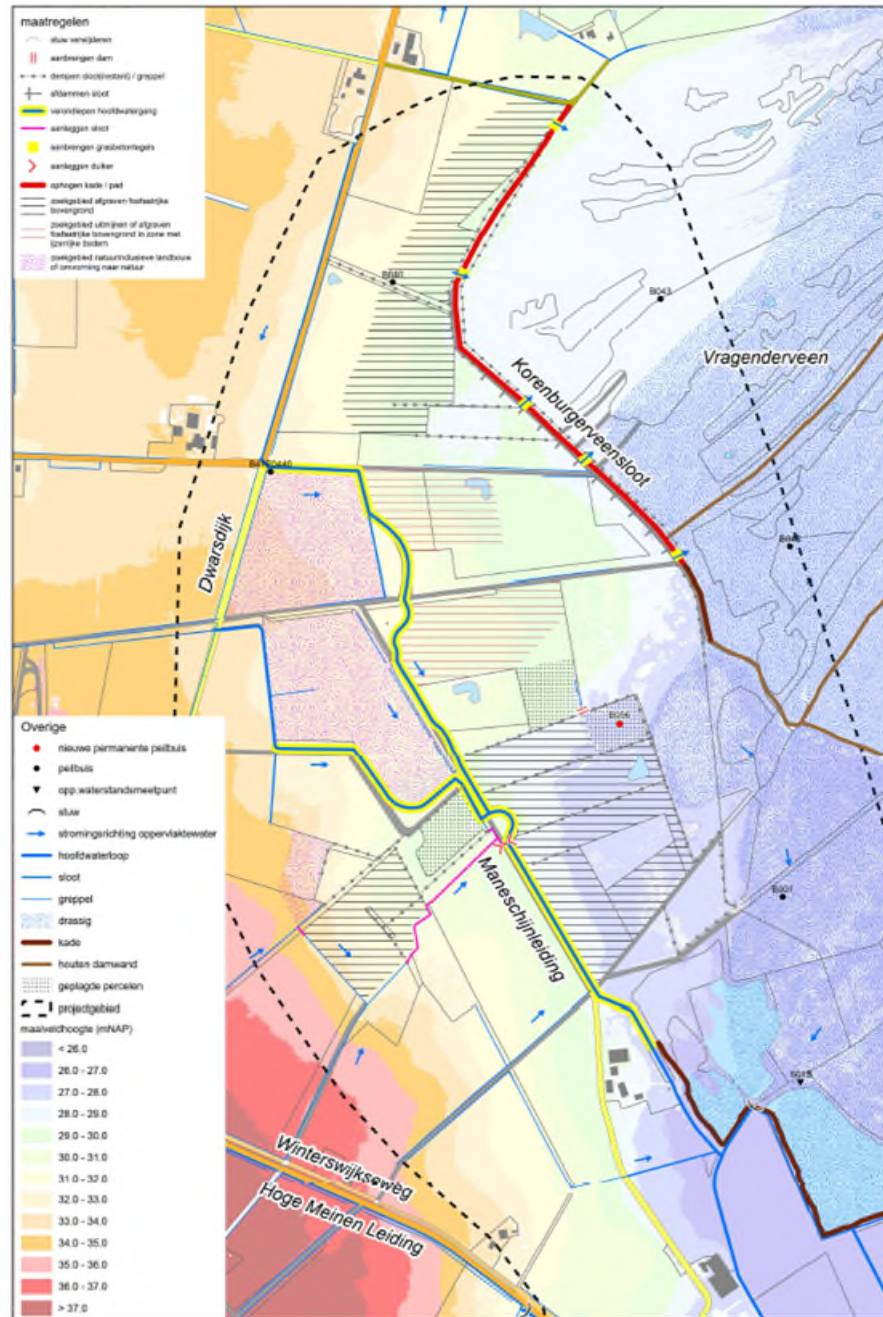 maatregelen
stuw verwijderen
aanbrengen dam
dempen sloot(restant) / greppel
afdammen sloot
verondiepen hoofdwatergang
aanleggen sloot
aanbrengen grasbetontegels
aanleggen duiker
ophogen kade / pad
zoekgebied afgraven fosfaatrijke
bovengrond
zoekgebied uitmijnen of afgraven
fosfaatrijke bovengrond in zone met
ijzerrijke bodem
zoekgebied natuurinclusieve landbouw
of omvorming naar natuur
B040
B043
Vragenderveen
Korenburgerveensloot
Dwarsdijk
Maneschijnleiding
Winterswijkseweg
Hoge Meinen Leiding
Overige
nieuwe permanente peilbuis
peilbuis
opp.waterstandsmeetpunt
stuw
stromingsrichting oppervlaktewater
hoofdwaterloop
sloot
greppel
drassig
kade
houten damwand
geplagde percelen
projectgebied
maaiveldhoogte (mNAP)
< 26.0
26.0 - 27.0
27.0 - 28.0
28.0 - 29.0
29.0 - 30.0
30.0 - 31.0
31.0 - 32.0
32.0 - 33.0
33.0 - 34.0
34.0 - 35.0
35.0 - 36.0
36.0 - 37.0
> 37.0